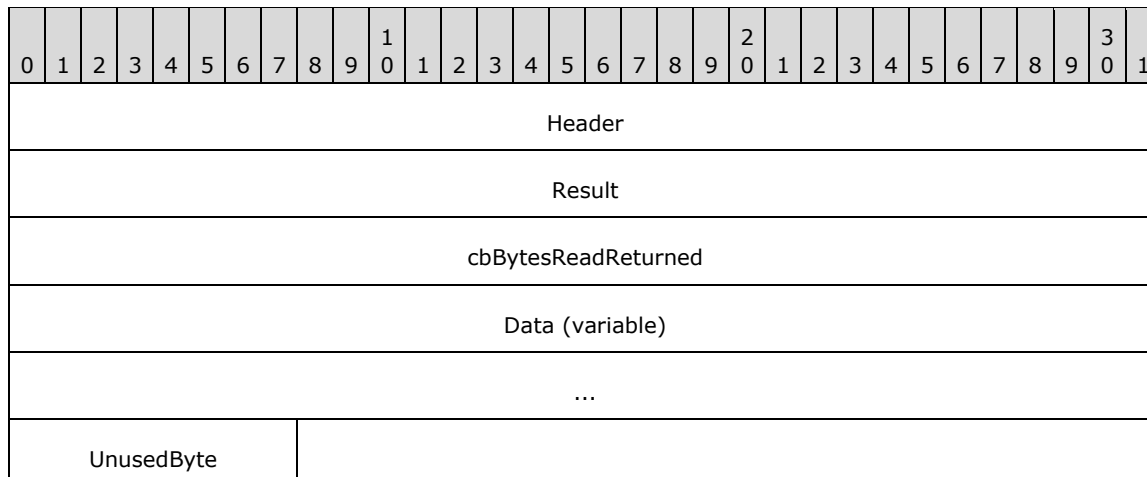 1 2 3
0 1 2 3 4 5 6 7 8 9 0 1 2 3 4 5 6 7 8 9 0 1 2 3 4 5 6 7 8 9 0 1
Header
Result
cbBytesReadReturned
Data (variable)
...
UnusedByte